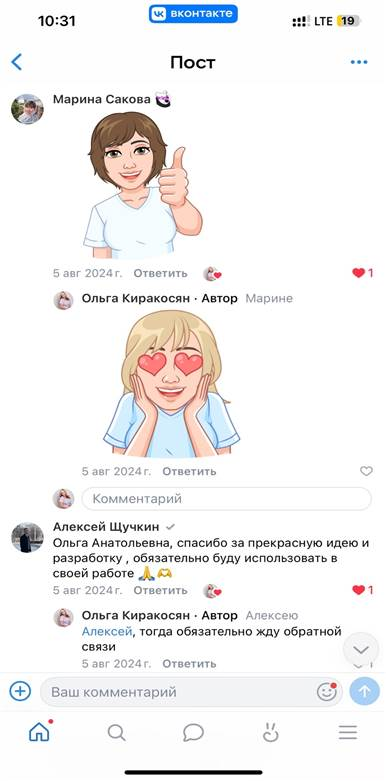 10:31
вконтакте
LTE 19
Пост
Марина Сакова
5 авг 2024 г. Ответить
1
Ольга Киракосян · Автор Марине
5 авг 2024 г. Ответить
Комментарий
Алексей Щучкин
Ольга Анатольевна, спасибо за прекрасную идею и
разработку , обязательно буду использовать в
своей работе 🙏🫶
5 авг 2024 г. Ответить
1
Ольга Киракосян · Автор Алексею
Алексей, тогда обязательно жду обратной
связи
5 авг 2024 г. Ответить
1
Ваш комментарий